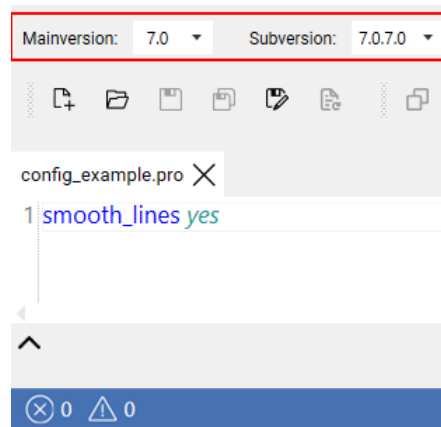 Mainversion: 7.0 Subversion: 7.0.7.0
config_example.pro
1 smooth_lines yes
0 0